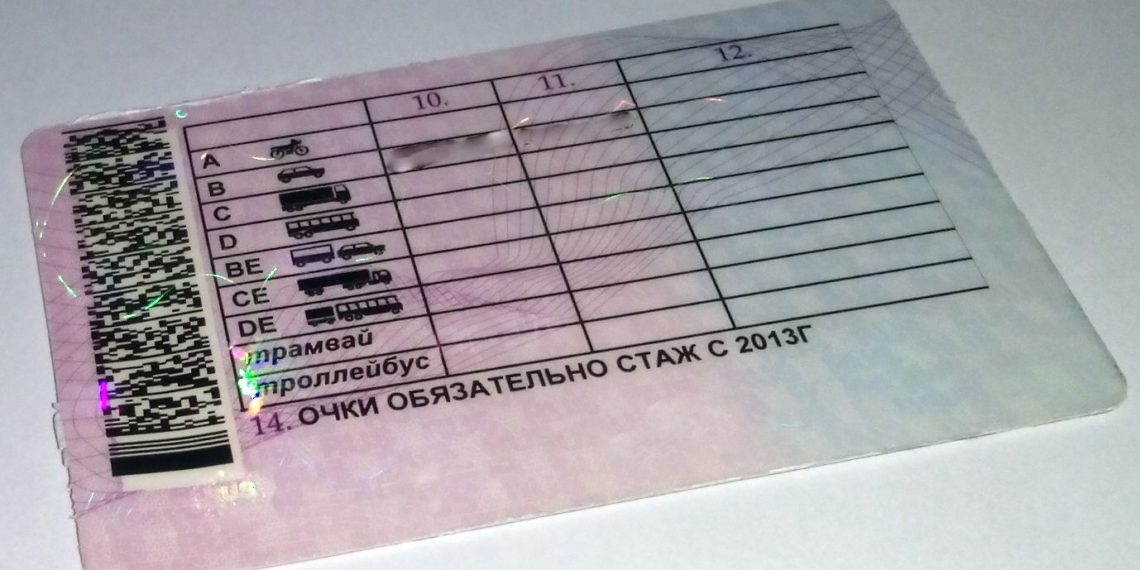 10. 11. 12.
A
B
C
D
BE
CE
DE
трамвай
троллейбус
14. ОЧКИ ОБЯЗАТЕЛЬНО СТАЖ С 2013Г